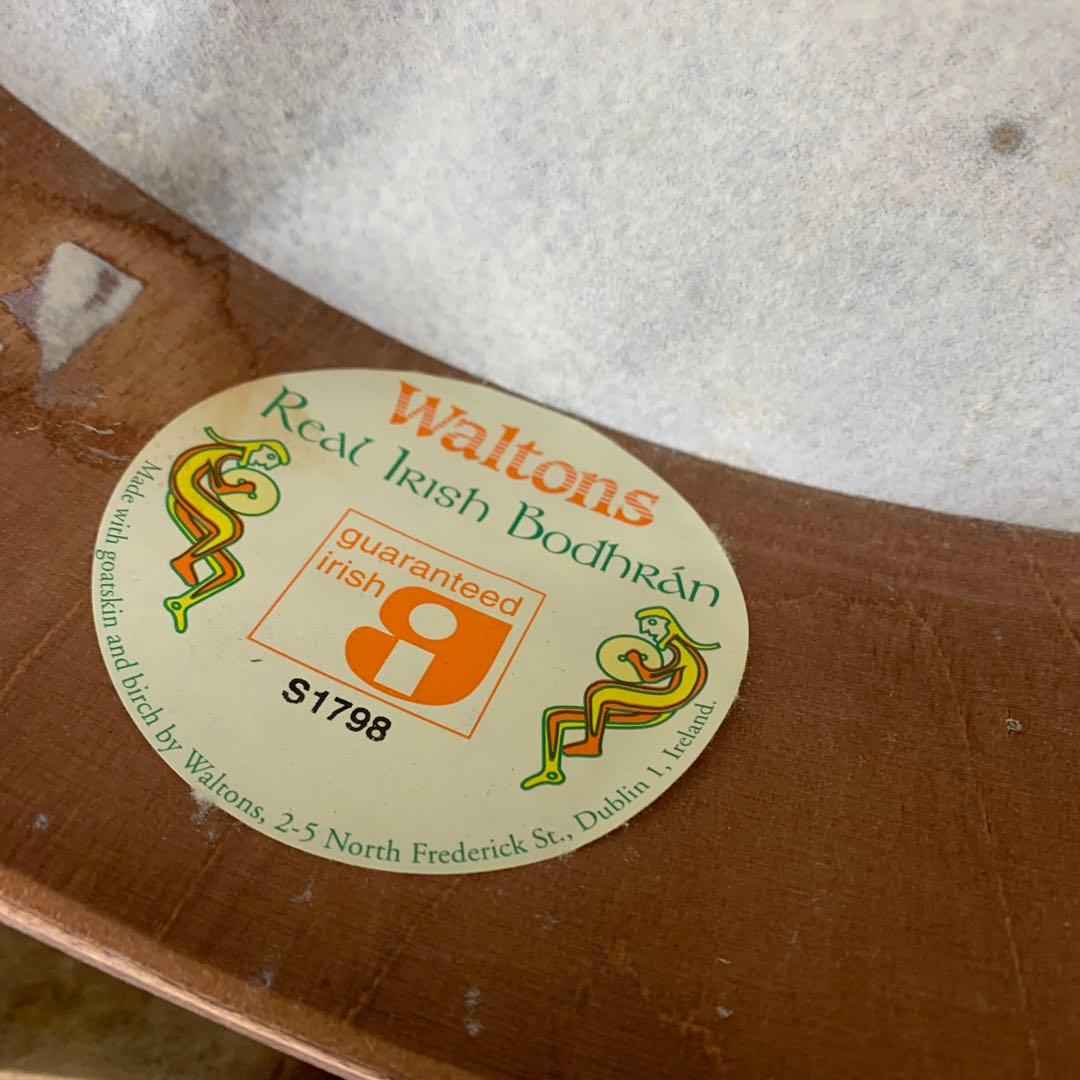 Waltons
Real Irish Bodhrán
guaranteed
irish
gi
S1798
Made with goatskin and birch by Waltons, 2-5 North Frederick St., Dublin 1, Ireland.